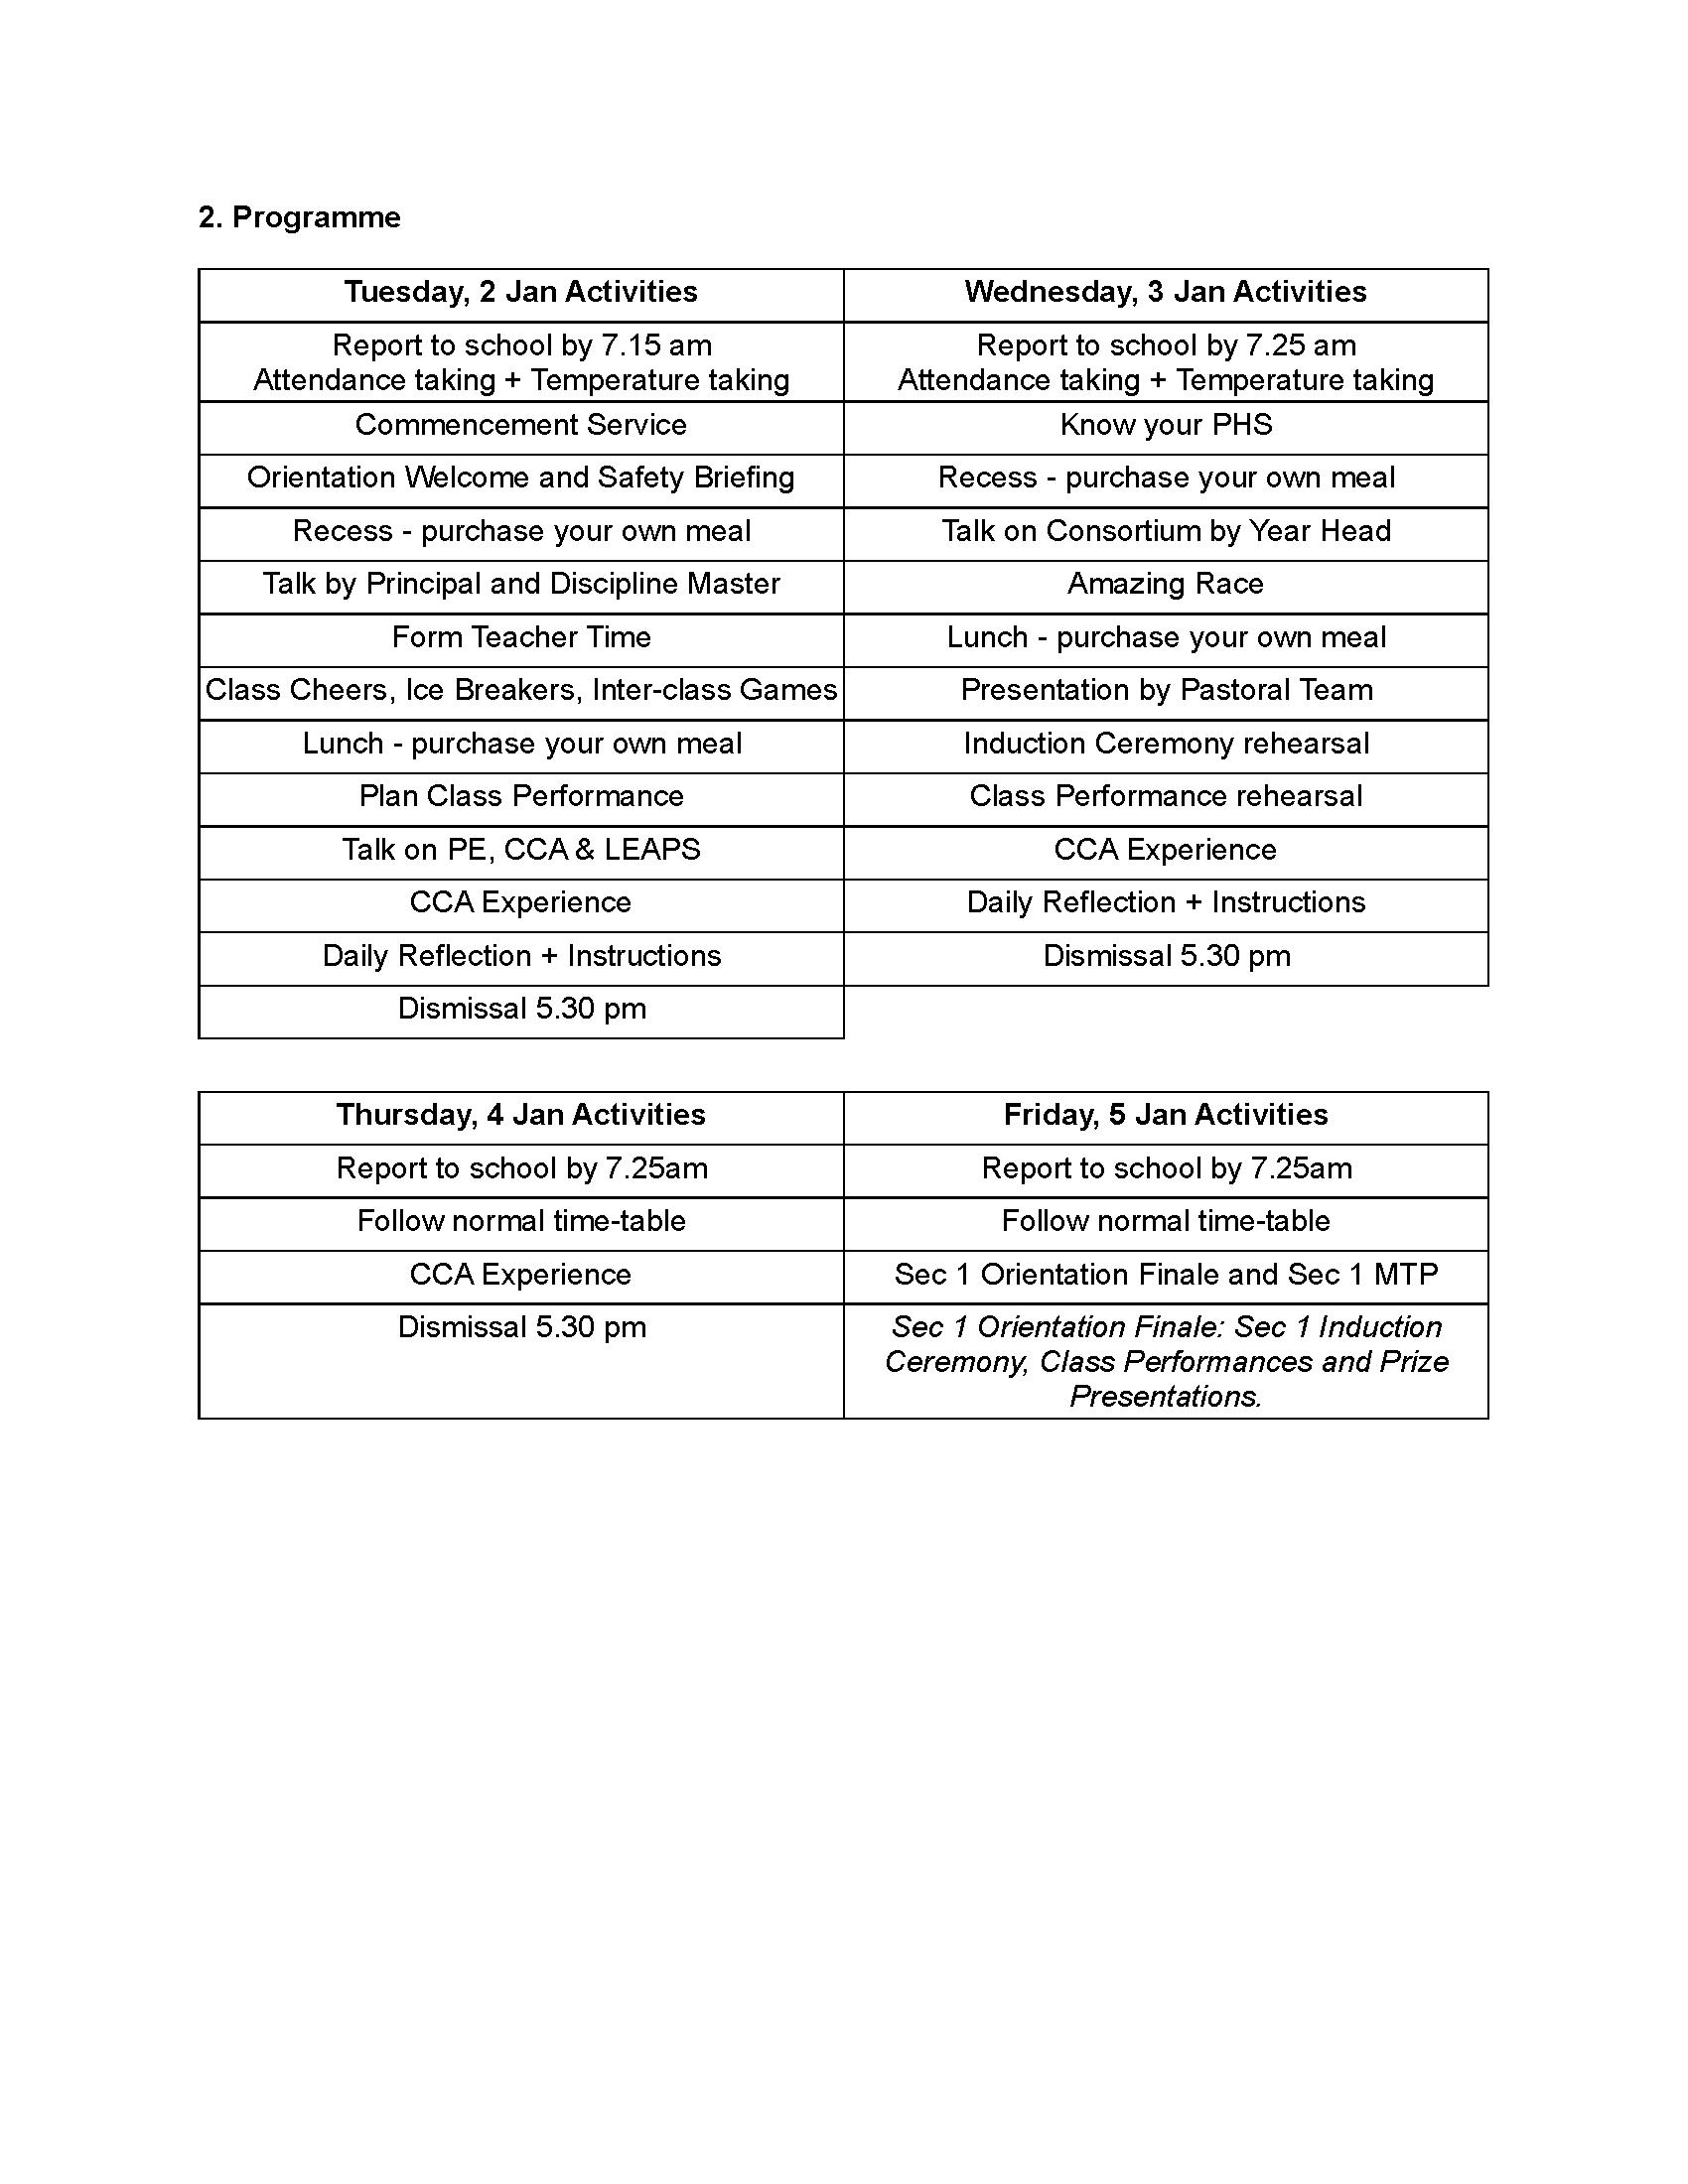 2. Programme
Tuesday, 2 Jan Activities
Wednesday, 3 Jan Activities
Report to school by 7.15 am
Attendance taking + Temperature taking
Report to school by 7.25 am
Attendance taking + Temperature taking
Commencement Service
Know your PHS
Orientation Welcome and Safety Briefing
Recess - purchase your own meal
Recess - purchase your own meal
Talk on Consortium by Year Head
Talk by Principal and Discipline Master
Amazing Race
Form Teacher Time
Lunch - purchase your own meal
Class Cheers, Ice Breakers, Inter-class Games
Presentation by Pastoral Team
Lunch - purchase your own meal
Induction Ceremony rehearsal
Plan Class Performance
Class Performance rehearsal
Talk on PE, CCA & LEAPS
CCA Experience
CCA Experience
Daily Reflection + Instructions
Daily Reflection + Instructions
Dismissal 5.30 pm
Dismissal 5.30 pm
Thursday, 4 Jan Activities
Friday, 5 Jan Activities
Report to school by 7.25am
Report to school by 7.25am
Follow normal time-table
Follow normal time-table
CCA Experience
Sec 1 Orientation Finale and Sec 1 MTP
Dismissal 5.30 pm
Sec 1 Orientation Finale: Sec 1 Induction
Ceremony, Class Performances and Prize
Presentations.